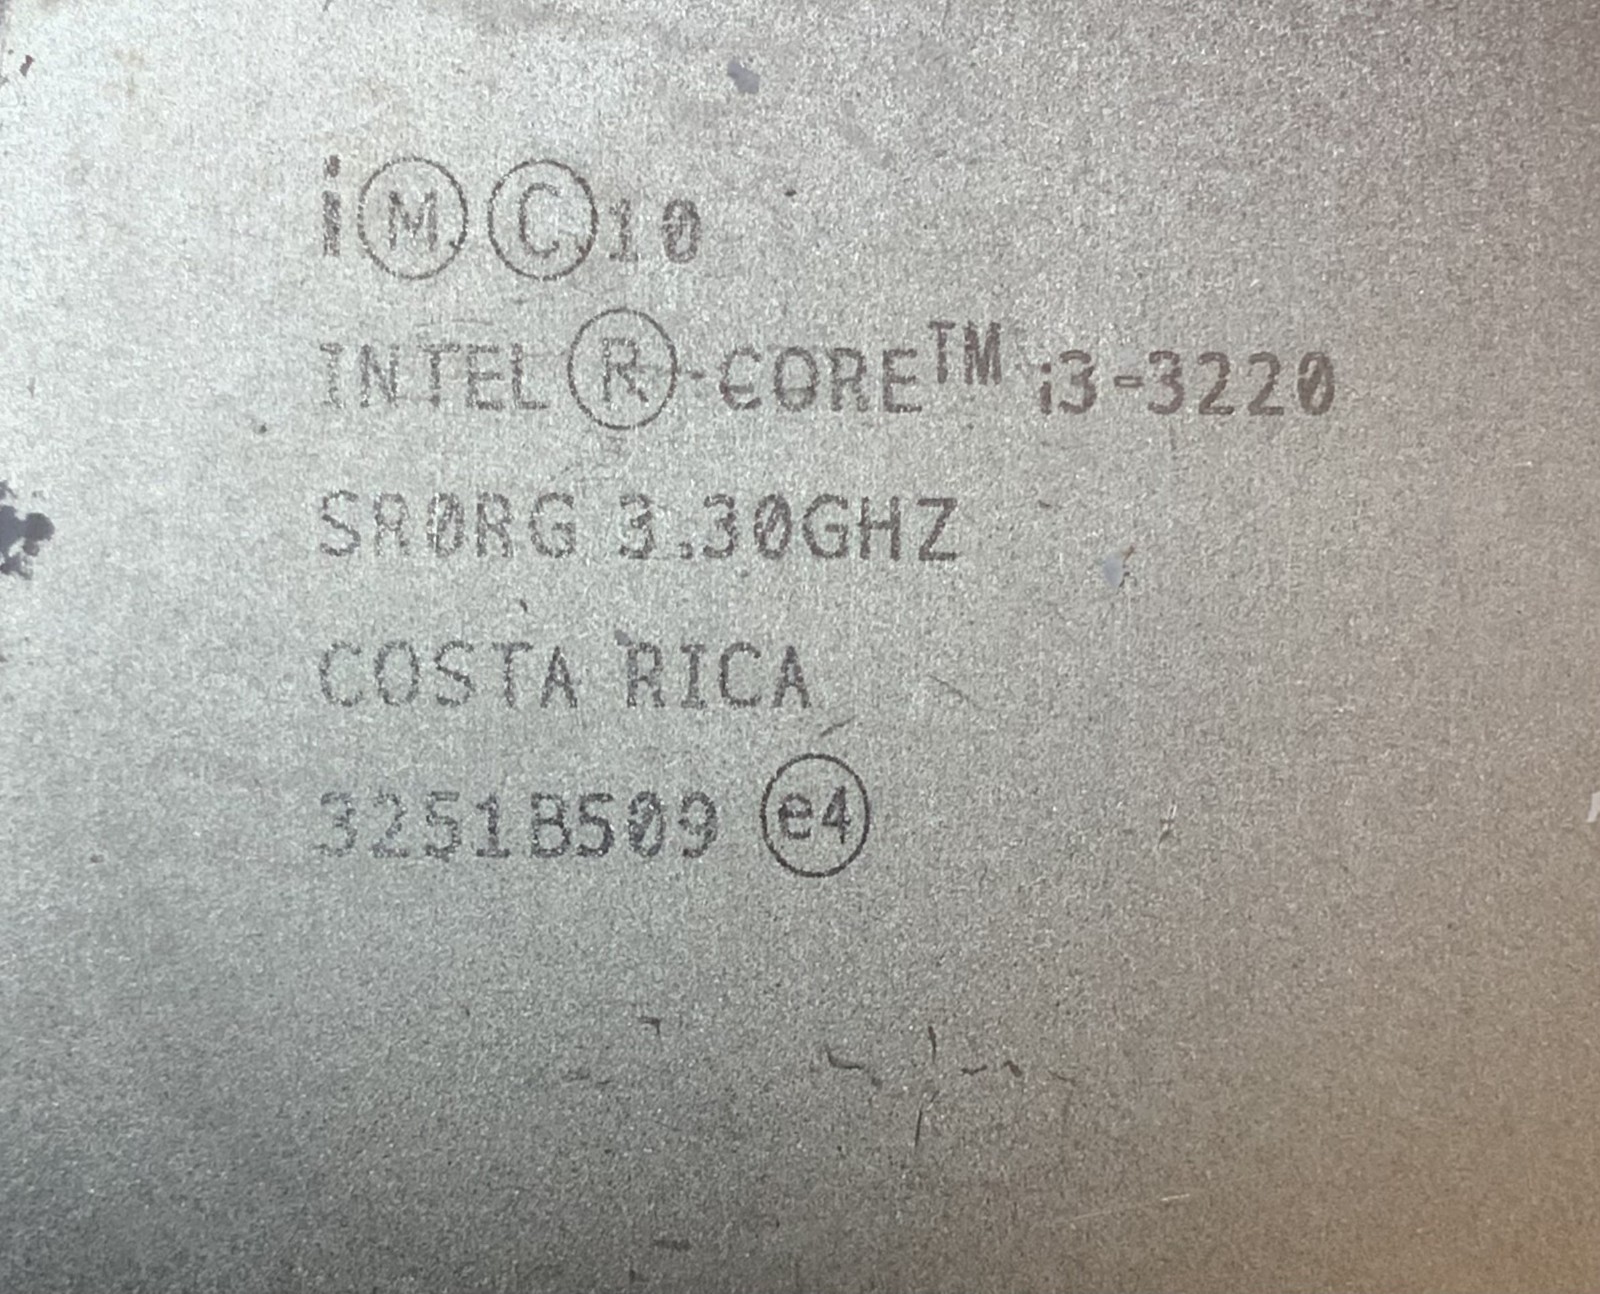 i Ⓜ Ⓒ 10
INTEL Ⓡ CORE™ i3-3220
SR0RG 3.30GHZ
COSTA RICA
3251B509 e4